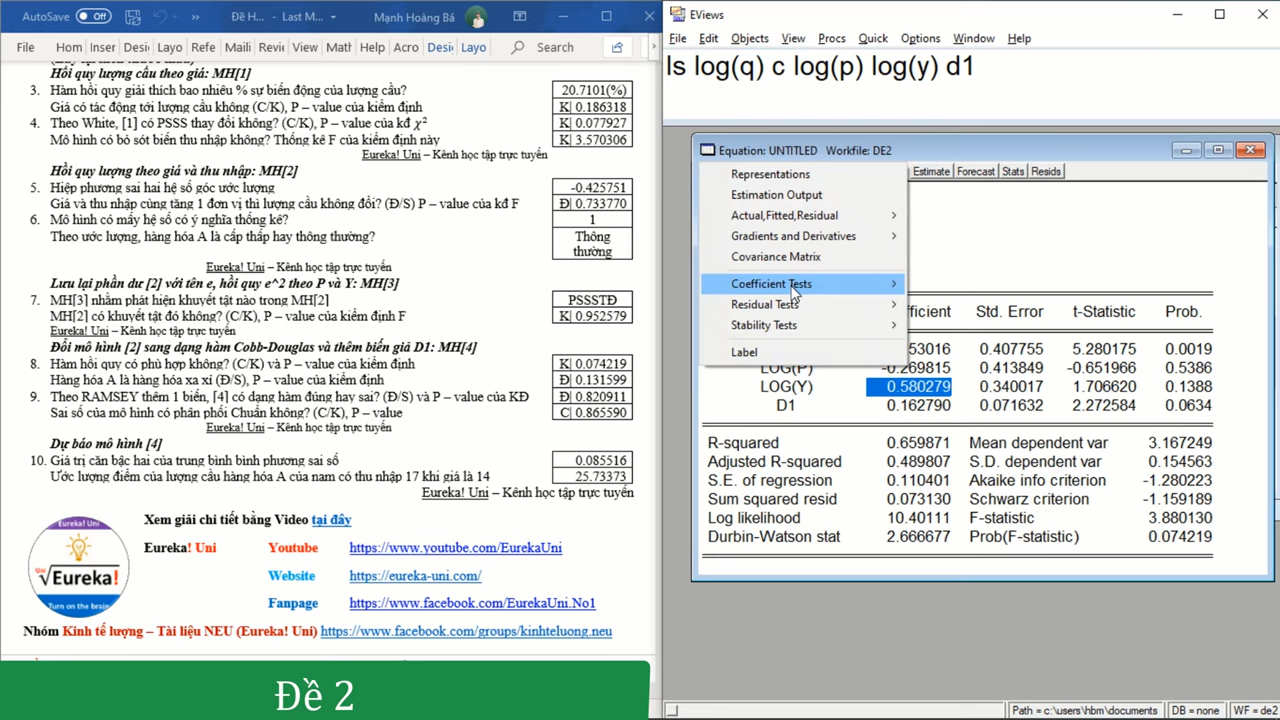 AutoSave Off Đề H... - Last M... Mạnh Hoàng Bá
File Hom Inser Desi Layo Refe Maili Revie View Math Help Acro Desi Layo Search
Hồi quy lượng cầu theo giá: MH[1]
3. Hàm hồi quy giải thích bao nhiêu % sự biến động của lượng cầu? 20.7101(%)
Giá có tác động tới lượng cầu không (C/K), P – value của kiểm định K| 0.186318
4. Theo White, [1] có PSSS thay đổi không? (C/K), P – value của kđ χ² K| 0.077927
Mô hình có bỏ sót biến thu nhập không? Thống kê F của kiểm định này K| 3.570306
Eureka! Uni – Kênh học tập trực tuyến
Hồi quy lượng theo giá và thu nhập: MH[2]
5. Hiệp phương sai hai hệ số góc ước lượng -0.425751
Giá và thu nhập cùng tăng 1 đơn vị thì lượng cầu không đổi? (Đ/S) P – value của kđ F Đ| 0.733770
6. Mô hình có mấy hệ số có ý nghĩa thống kê? 1
Theo ước lượng, hàng hóa A là cấp thấp hay thông thường? Thông
thường
Eureka! Uni – Kênh học tập trực tuyến
Lưu lại phần dư [2] với tên e, hồi quy e^2 theo P và Y: MH[3]
7. MH[3] nhằm phát hiện khuyết tật nào trong MH[2] PSSSTĐ
MH[2] có khuyết tật đó không? (C/K), P – value của kiểm định F K| 0.952579
Eureka! Uni – Kênh học tập trực tuyến
Đổi mô hình [2] sang dạng hàm Cobb-Douglas và thêm biến giả D1: MH[4]
8. Hàm hồi quy có phù hợp không? (C/K) và P – value của kiểm định K| 0.074219
Hàng hóa A là hàng hóa xa xỉ (Đ/S), P – value của kiểm định Đ| 0.131599
9. Theo RAMSEY thêm 1 biến, [4] có dạng hàm đúng hay sai? (Đ/S) và P – value của KĐ Đ| 0.820911
Sai số của mô hình có phân phối Chuẩn không? (C/K), P – value C| 0.865590
Eureka! Uni – Kênh học tập trực tuyến
Dự báo mô hình [4]
10. Giá trị căn bậc hai của trung bình bình phương sai số 0.085516
Ước lượng điểm của lượng cầu hàng hóa A của nam có thu nhập 17 khi giá là 14 25.73373
Eureka! Uni – Kênh học tập trực tuyến
Xem giải chi tiết bằng Video tại đây
Eureka! Uni Youtube https://www.youtube.com/EurekaUni
Website https://eureka-uni.com/
Fanpage https://www.facebook.com/EurekaUni.No1
Eureka! Uni
√Eureka!
Turn on the brain
Nhóm Kinh tế lượng – Tài liệu NEU (Eureka! Uni) https://www.facebook.com/groups/kinhteluong.neu
Đề 2
EViews
File Edit Objects View Procs Quick Options Window Help
ls log(q) c log(p) log(y) d1
Equation: UNTITLED Workfile: DE2
Estimate Forecast Stats Resids
Representations
Estimation Output
Actual,Fitted,Residual
Gradients and Derivatives
Covariance Matrix
Coefficient Tests
Residual Tests
Stability Tests
Label
fficient Std. Error t-Statistic Prob.
.53016 0.407755 5.280175 0.0019
LOG(P) -0.269815 0.413849 -0.651966 0.5386
LOG(Y) 0.580279 0.340017 1.706620 0.1388
D1 0.162790 0.071632 2.272584 0.0634
R-squared 0.659871 Mean dependent var 3.167249
Adjusted R-squared 0.489807 S.D. dependent var 0.154563
S.E. of regression 0.110401 Akaike info criterion -1.280223
Sum squared resid 0.073130 Schwarz criterion -1.159189
Log likelihood 10.40111 F-statistic 3.880130
Durbin-Watson stat 2.666677 Prob(F-statistic) 0.074219
Path = c:\users\hbm\documents DB = none WF = de2